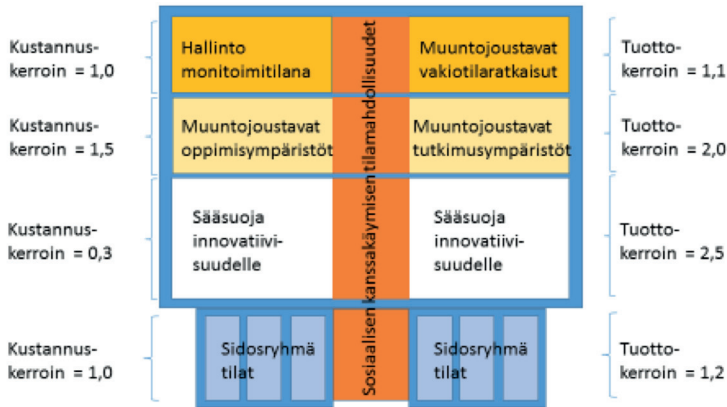 Kustannus-
kerroin = 1,0
Hallinto
monitoimitilana
Muuntojoustavat
vakiotilaratkaisut
Tuotto-
kerroin = 1,1
Kustannus-
kerroin = 1,5
Muuntojoustavat
oppimisympäristöt
Muuntojoustavat
tutkimusympäristöt
Tuotto-
kerroin = 2,0
Kustannus-
kerroin = 0,3
Sääsuoja
innovatiivi-
suudelle
Sääsuoja
innovatiivi-
suudelle
Tuotto-
kerroin = 2,5
Kustannus-
kerroin = 1,0
Sidosryhmä
tilat
Sidosryhmä
tilat
Tuotto-
kerroin = 1,2
Sosiaalisen kanssakäymisen tilamahdollisuudet